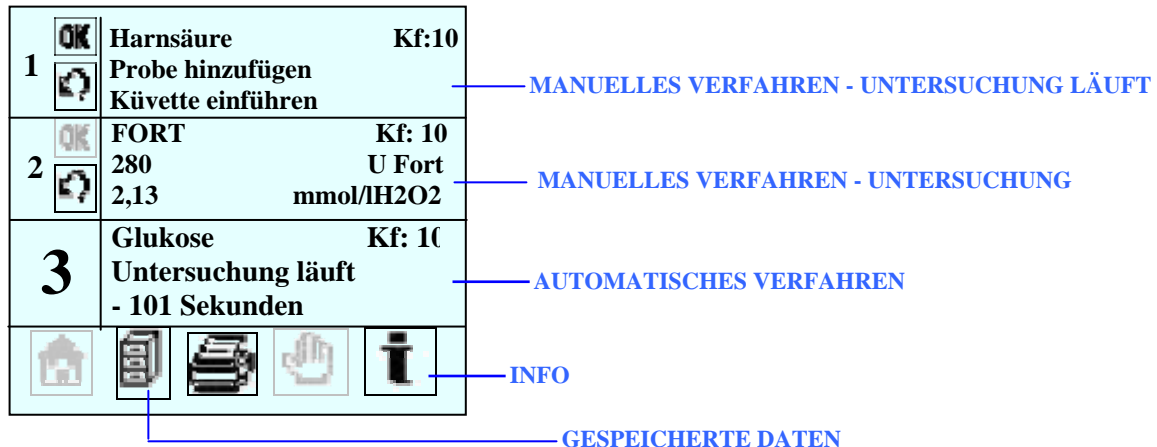 OK Harnsäure Kf:10
1 Probe hinzufügen
Küvette einführen
MANUELLES VERFAHREN - UNTERSUCHUNG LÄUFT
OK FORT Kf: 10
2 280 U Fort
2,13 mmol/lH2O2
MANUELLES VERFAHREN - UNTERSUCHUNG
Glukose Kf: 10
3 Untersuchung läuft
- 101 Sekunden
AUTOMATISCHES VERFAHREN
i
INFO
GESPEICHERTE DATEN